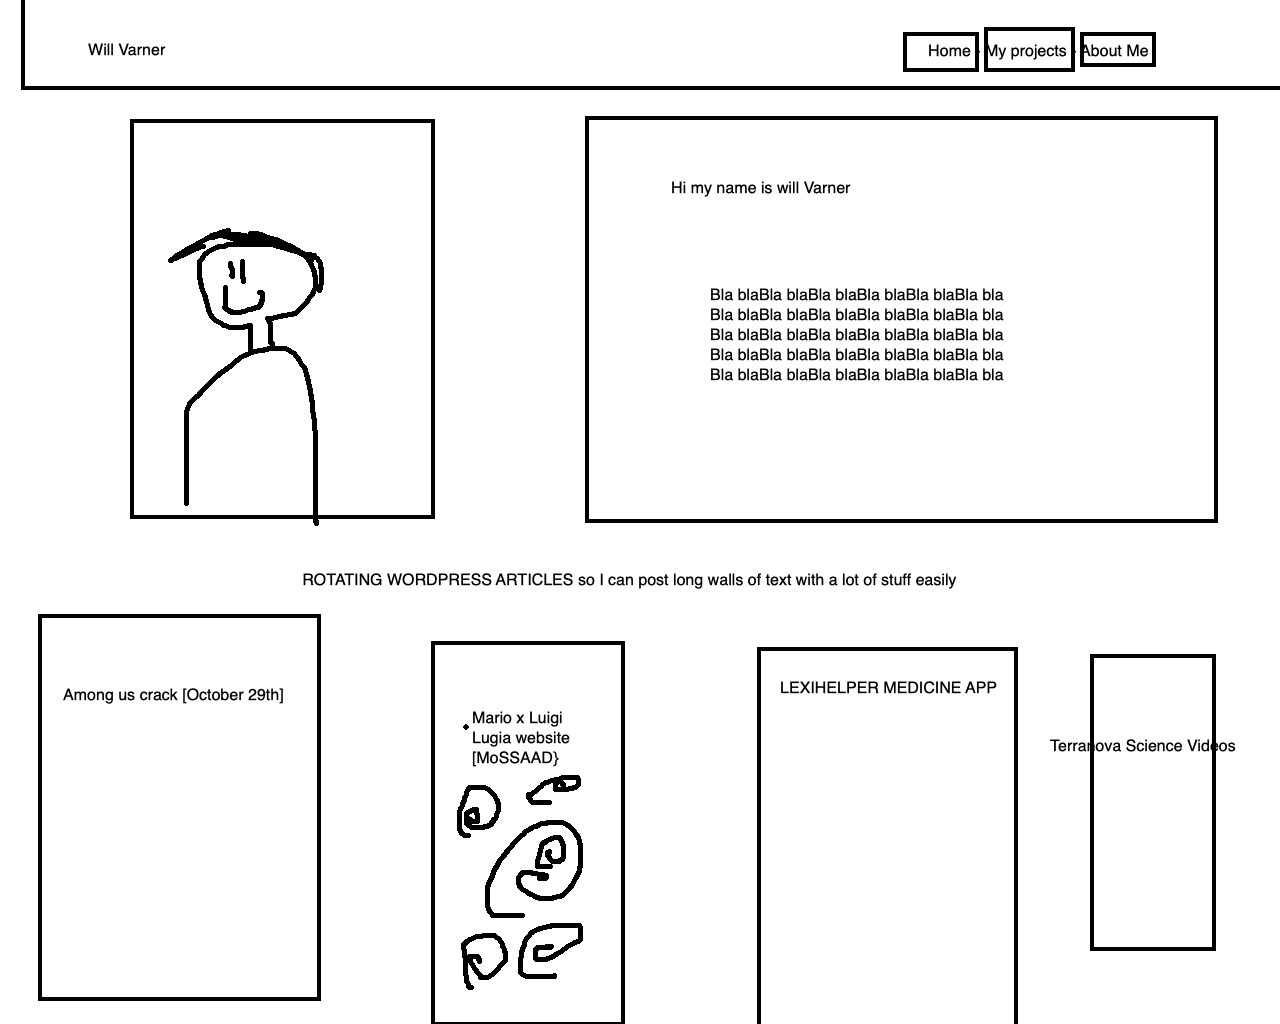 Will Varner
Home · My projects · About Me
Hi my name is will Varner
Bla blaBla blaBla blaBla blaBla blaBla bla
Bla blaBla blaBla blaBla blaBla blaBla bla
Bla blaBla blaBla blaBla blaBla blaBla bla
Bla blaBla blaBla blaBla blaBla blaBla bla
Bla blaBla blaBla blaBla blaBla blaBla bla
ROTATING WORDPRESS ARTICLES so I can post long walls of text with a lot of stuff easily
Among us crack [October 29th]
Mario x Luigi
Lugia website
[MoSSAAD}
LEXIHELPER MEDICINE APP
Terranova Science Videos